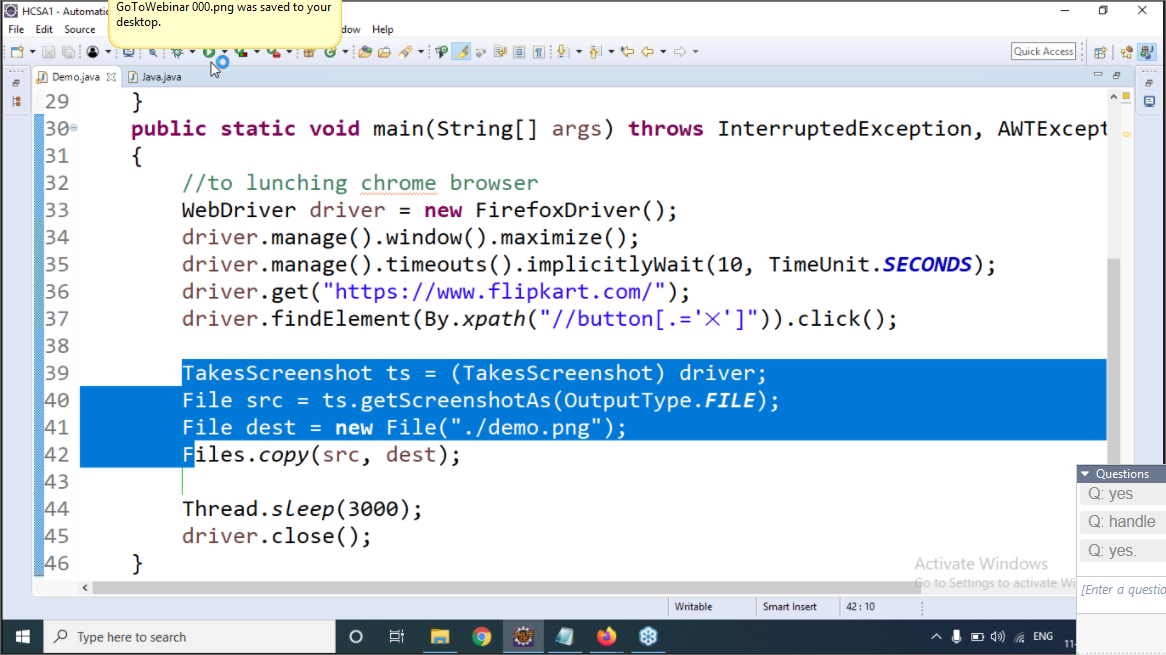 HCSA1 - Automatic
GoToWebinar 000.png was saved to your
desktop.
File Edit Source dow Help
Quick Access
Demo.java Java.java
29 }
30 public static void main(String[] args) throws InterruptedException, AWTExcept
31 {
32 //to lunching chrome browser
33 WebDriver driver = new FirefoxDriver();
34 driver.manage().window().maximize();
35 driver.manage().timeouts().implicitlyWait(10, TimeUnit.SECONDS);
36 driver.get("https://www.flipkart.com/");
37 driver.findElement(By.xpath("//button[.='✕']")).click();
38
39 TakesScreenshot ts = (TakesScreenshot) driver;
40 File src = ts.getScreenshotAs(OutputType.FILE);
41 File dest = new File("./demo.png");
42 Files.copy(src, dest);
43
44 Thread.sleep(3000);
45 driver.close();
46 }
Questions
Q: yes
Q: handle
Q: yes.
[Enter a questio
Activate Windows
Go to Settings to activate Wi
Writable Smart Insert 42 : 10
Type here to search
ENG
11-